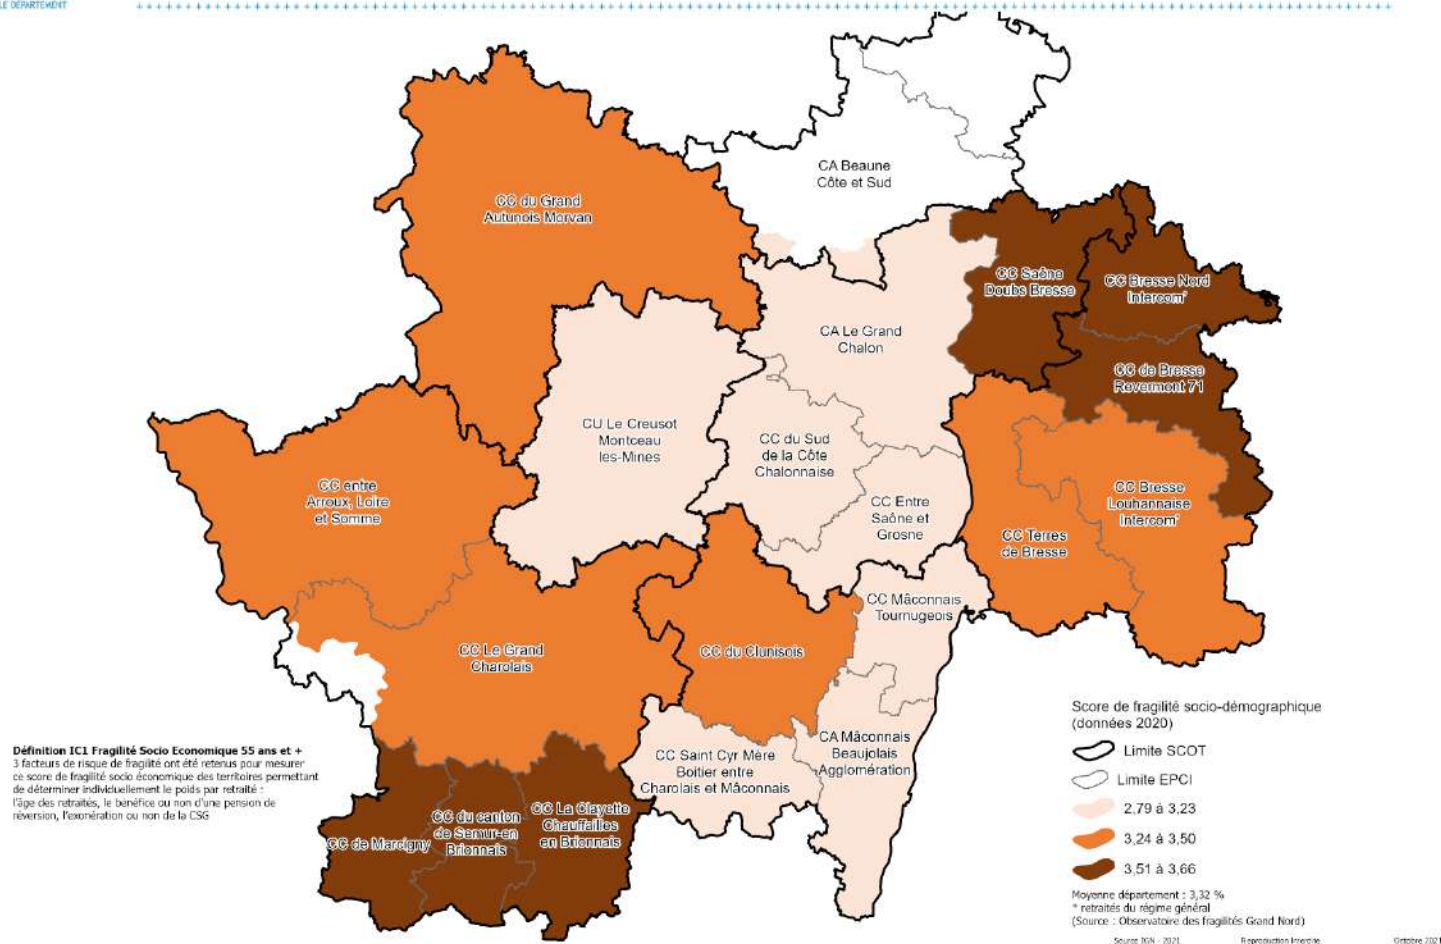 LE DÉPARTEMENT
CA Beaune
Côte et Sud
CC du Grand
Autunois Morvan
CC Saône
Doubs Bresse
CC Bresse Nord
Intercom'
CA Le Grand
Chalon
CC de Bresse
Revermont 71
CU Le Creusot
Montceau
les-Mines
CC du Sud
de la Côte
Chalonnaise
CC entre
Arroux, Loire
et Somme
CC Bresse
Louhannaise
Intercom'
CC Entre
Saône et
Grosne
CC Terres
de Bresse
CC Mâconnais
Tournugeois
CC Le Grand
Charolais
CC du Clunisois
CC Saint Cyr Mère
Boitier entre
Charolais et Mâconnais
CA Mâconnais
Beaujolais
Agglomération
CC de Marcigny
CC du canton
de Semur-en
Brionnais
CC La Clayette
Chauffailles
en Brionnais
Définition IC1 Fragilité Socio Economique 55 ans et +
3 facteurs de risque de fragilité ont été retenus pour mesurer
ce score de fragilité socio économique des territoires permettant
de déterminer individuellement le poids par retraité :
l'âge des retraités, le bénéfice ou non d'une pension de
réversion, l'exonération ou non de la CSG
Score de fragilité socio-démographique
(données 2020)
Limite SCOT
Limite EPCI
2,79 à 3,23
3,24 à 3,50
3,51 à 3,66
Moyenne département : 3,32 %
* retraités du régime général
(Source : Observatoire des fragilités Grand Nord)
Source IGN - 2021 Reproduction Interdite Octobre 2021